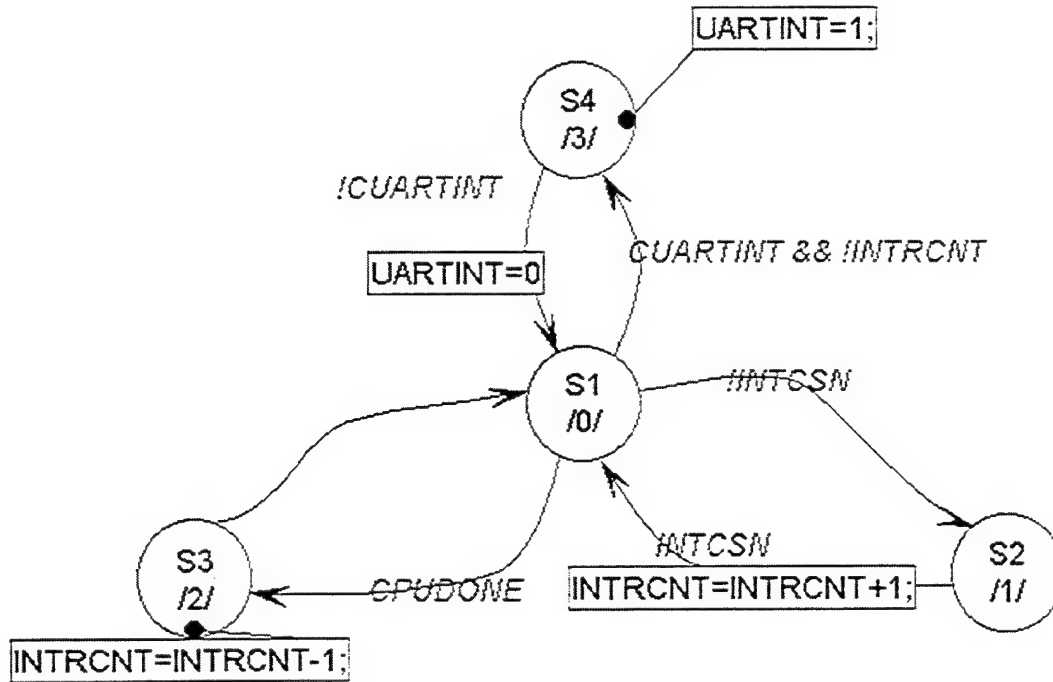 UARTINT=1;
S4
/3/
!CUARTINT
CUARTINT && !INTRCNT
UARTINT=0
S1
/0/
!INTCSN
INTCSN
S3
/2/
CPUDONE
INTRCNT=INTRCNT+1;
S2
/1/
INTRCNT=INTRCNT-1;